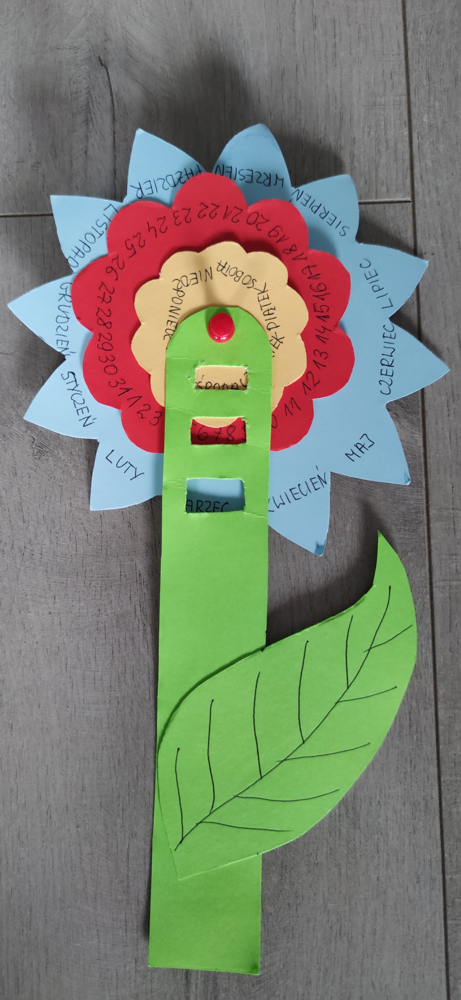 STYCZEŃ
LUTY
ARZEC
KWIECIEŃ
MAJ
CZERWIEC
LIPIEC
SIERPIEŃ
WRZESIEŃ
PAŹDZIER
LISTOPAD
GRUDZIEŃ
1 2 3
6 7 8 9
11 12 13 14 15 16 17 18 19 20 21 22 23 24 25 26 27 28 29 30 31
PONIEDZ
ŚRODA
PIĄTEK
SOBOTA
NIEDZ